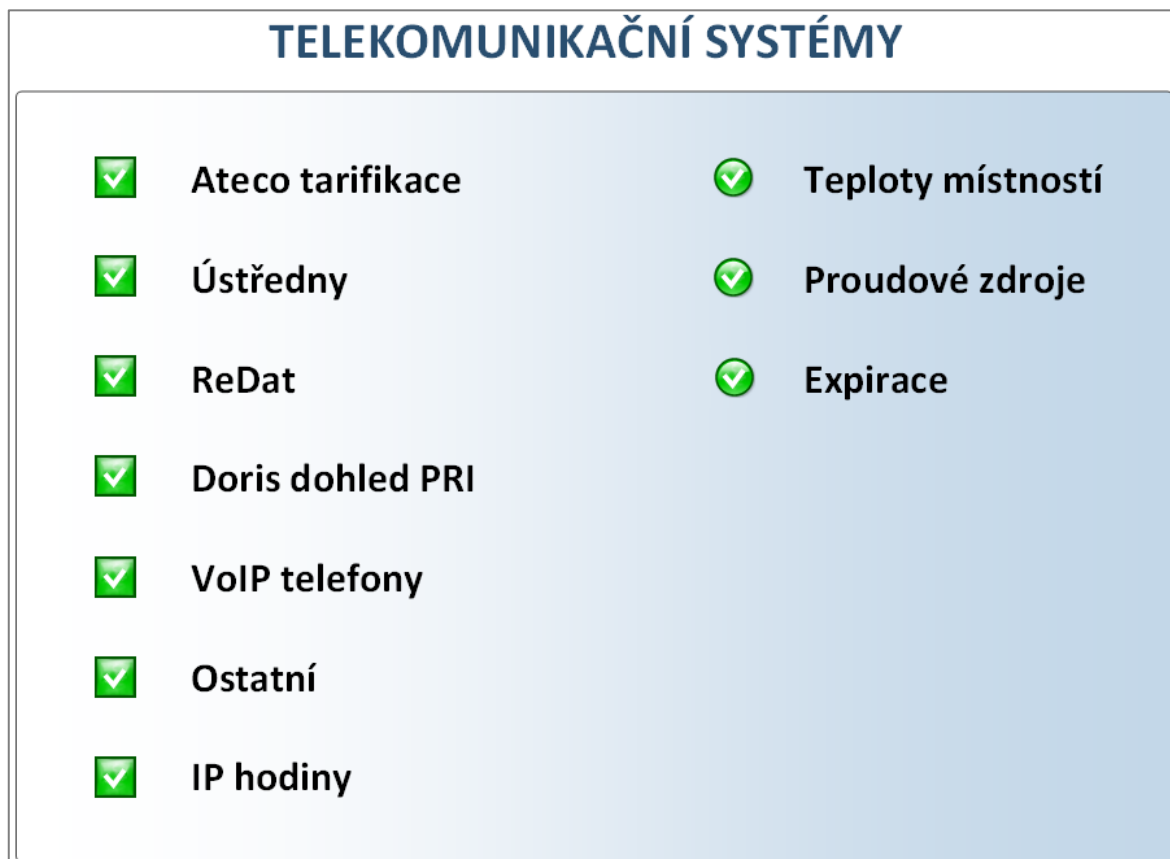 TELEKOMUNIKAČNÍ SYSTÉMY
Ateco tarifikace
Ústředny
ReDat
Doris dohled PRI
VoIP telefony
Ostatní
IP hodiny
Teploty místností
Proudové zdroje
Expirace